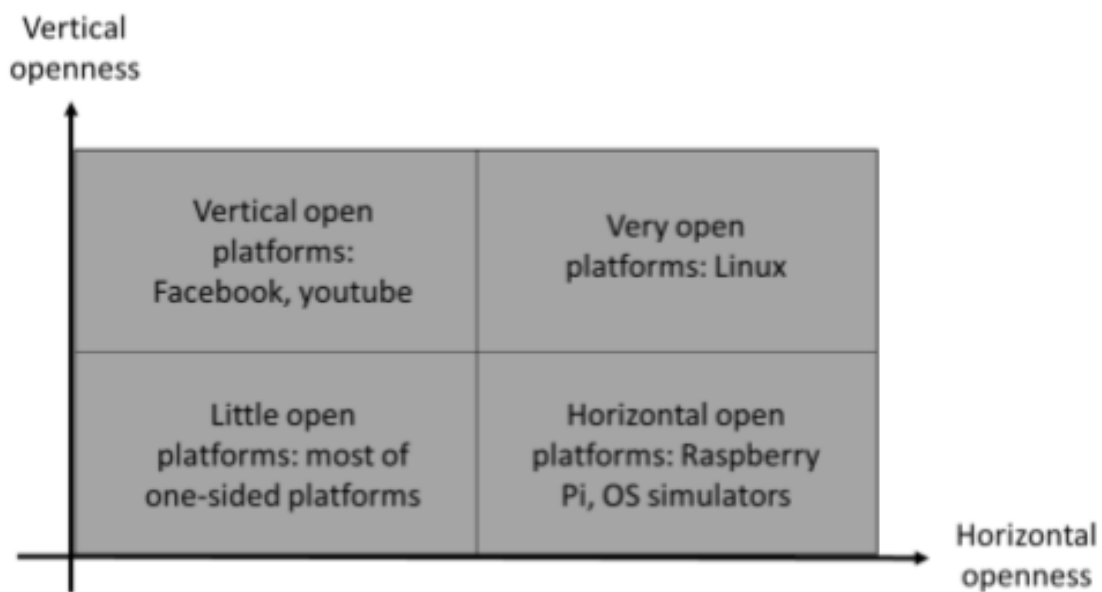 Vertical
openness
Vertical open
platforms:
Facebook, youtube
Very open
platforms: Linux
Little open
platforms: most of
one-sided platforms
Horizontal open
platforms: Raspberry
Pi, OS simulators
Horizontal
openness